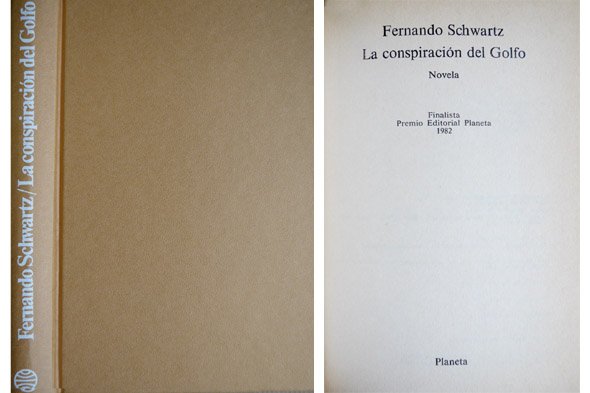 Fernando Schwartz/La conspiración del Golfo
Fernando Schwartz
La conspiración del Golfo
Novela
Finalista
Premio Editorial Planeta
1982
Planeta